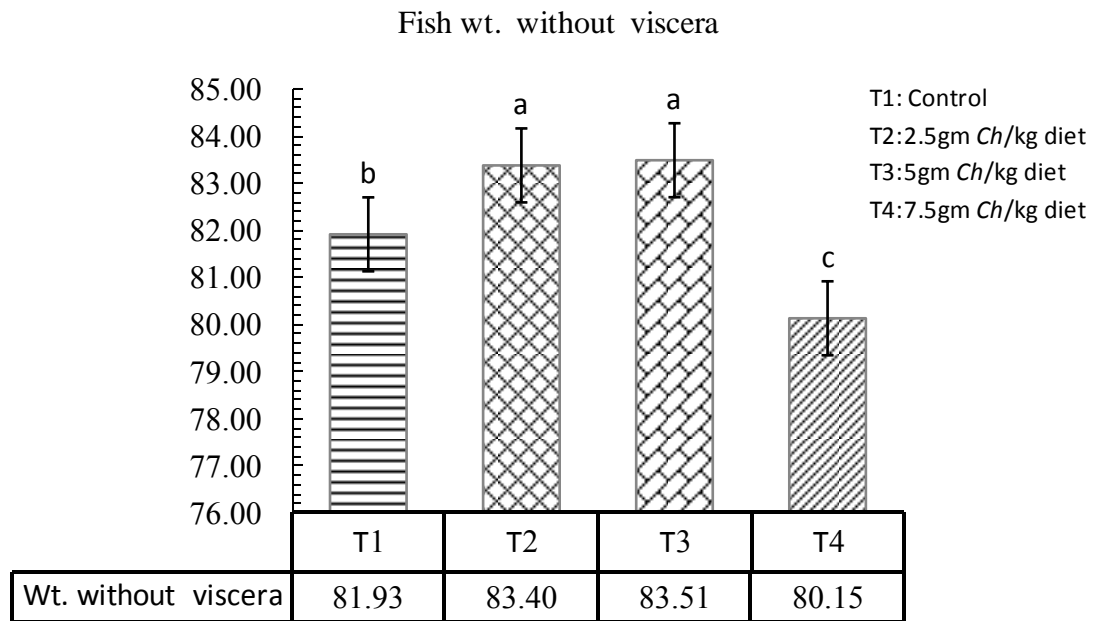 Fish wt. without viscera
85.00
84.00
83.00
82.00
81.00
80.00
79.00
78.00
77.00
76.00
b
a
a
c
T1: Control
T2:2.5gm Ch/kg diet
T3:5gm Ch/kg diet
T4:7.5gm Ch/kg diet
T1 T2 T3 T4
Wt. without viscera 81.93 83.40 83.51 80.15